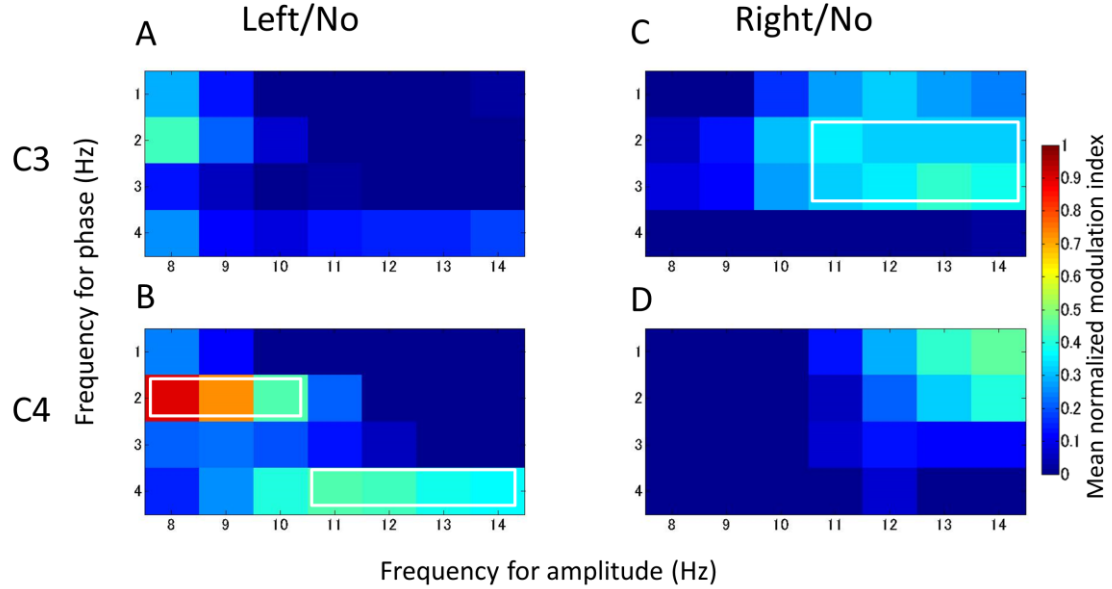 Left/No
Right/No
A
C
1
2
3
4
8 9 10 11 12 13 14
1
2
3
4
8 9 10 11 12 13 14
C3
C4
Frequency for phase (Hz)
B
D
1
2
3
4
8 9 10 11 12 13 14
1
2
3
4
8 9 10 11 12 13 14
1
0.9
0.8
0.7
0.6
0.5
0.4
0.3
0.2
0.1
0
Mean normalized modulation index
Frequency for amplitude (Hz)